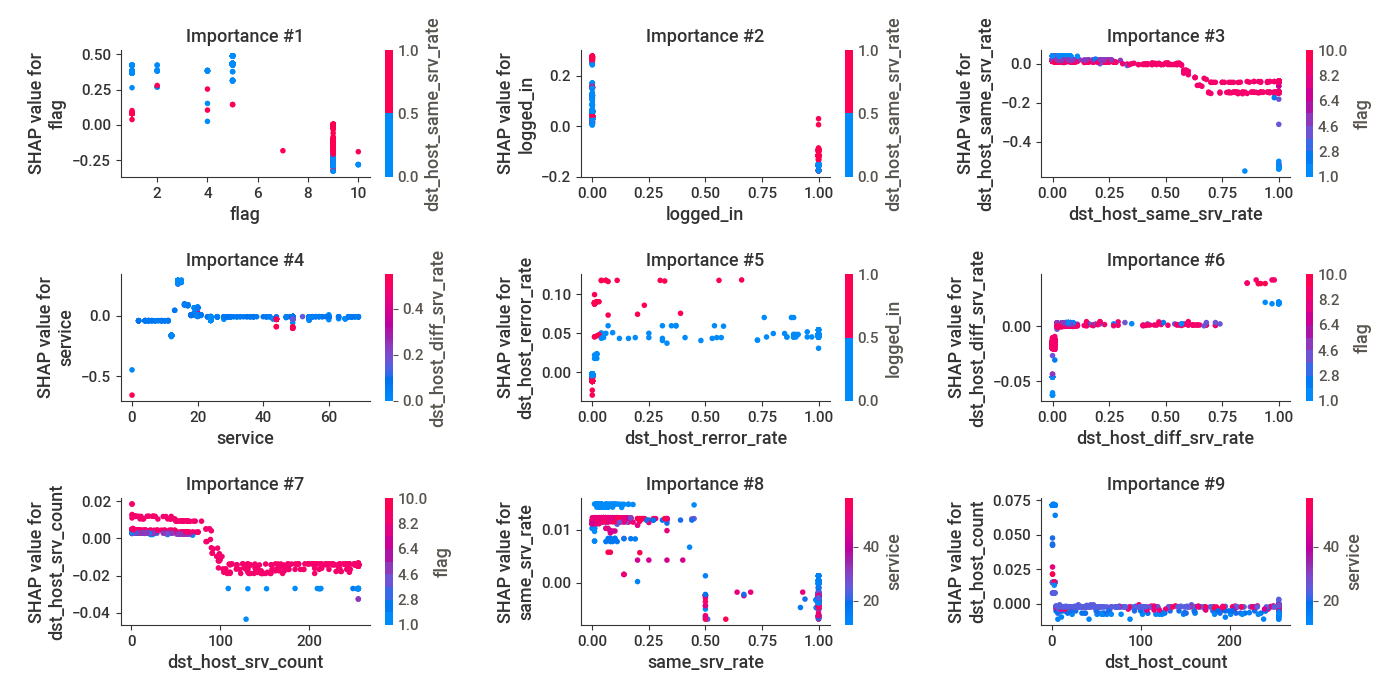 Importance #1
SHAP value for
flag
0.50
0.25
0.00
−0.25
2
4
6
8
10
flag
1.0
0.5
0.0
dst_host_same_srv_rate
Importance #2
SHAP value for
logged_in
0.2
0.0
−0.2
0.00
0.25
0.50
0.75
1.00
logged_in
1.0
0.5
0.0
dst_host_same_srv_rate
Importance #3
SHAP value for
dst_host_same_srv_rate
0.0
−0.2
−0.4
0.00
0.25
0.50
0.75
1.00
dst_host_same_srv_rate
10.0
8.2
6.4
4.6
2.8
1.0
flag
Importance #4
SHAP value for
service
0.0
−0.5
0
20
40
60
service
0.4
0.2
0.0
dst_host_diff_srv_rate
Importance #5
SHAP value for
dst_host_rerror_rate
0.10
0.05
0.00
0.00
0.25
0.50
0.75
1.00
dst_host_rerror_rate
1.0
0.5
0.0
logged_in
Importance #6
SHAP value for
dst_host_diff_srv_rate
0.00
−0.05
0.00
0.25
0.50
0.75
1.00
dst_host_diff_srv_rate
10.0
8.2
6.4
4.6
2.8
1.0
flag
Importance #7
SHAP value for
dst_host_srv_count
0.02
0.00
−0.02
−0.04
0
100
200
dst_host_srv_count
10.0
8.2
6.4
4.6
2.8
1.0
flag
Importance #8
SHAP value for
same_srv_rate
0.01
0.00
0.00
0.25
0.50
0.75
1.00
same_srv_rate
40
20
service
Importance #9
SHAP value for
dst_host_count
0.075
0.050
0.025
0.000
0
100
200
dst_host_count
40
20
service